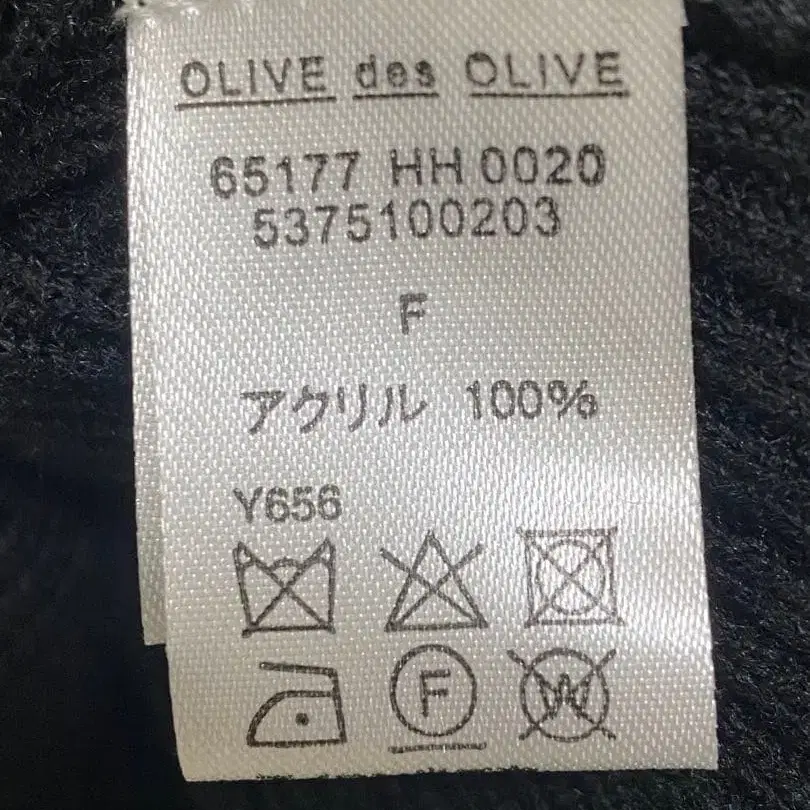 OLIVE des OLIVE
65177 HH 0020
5375100203
F
アクリル 100%
Y656
F W